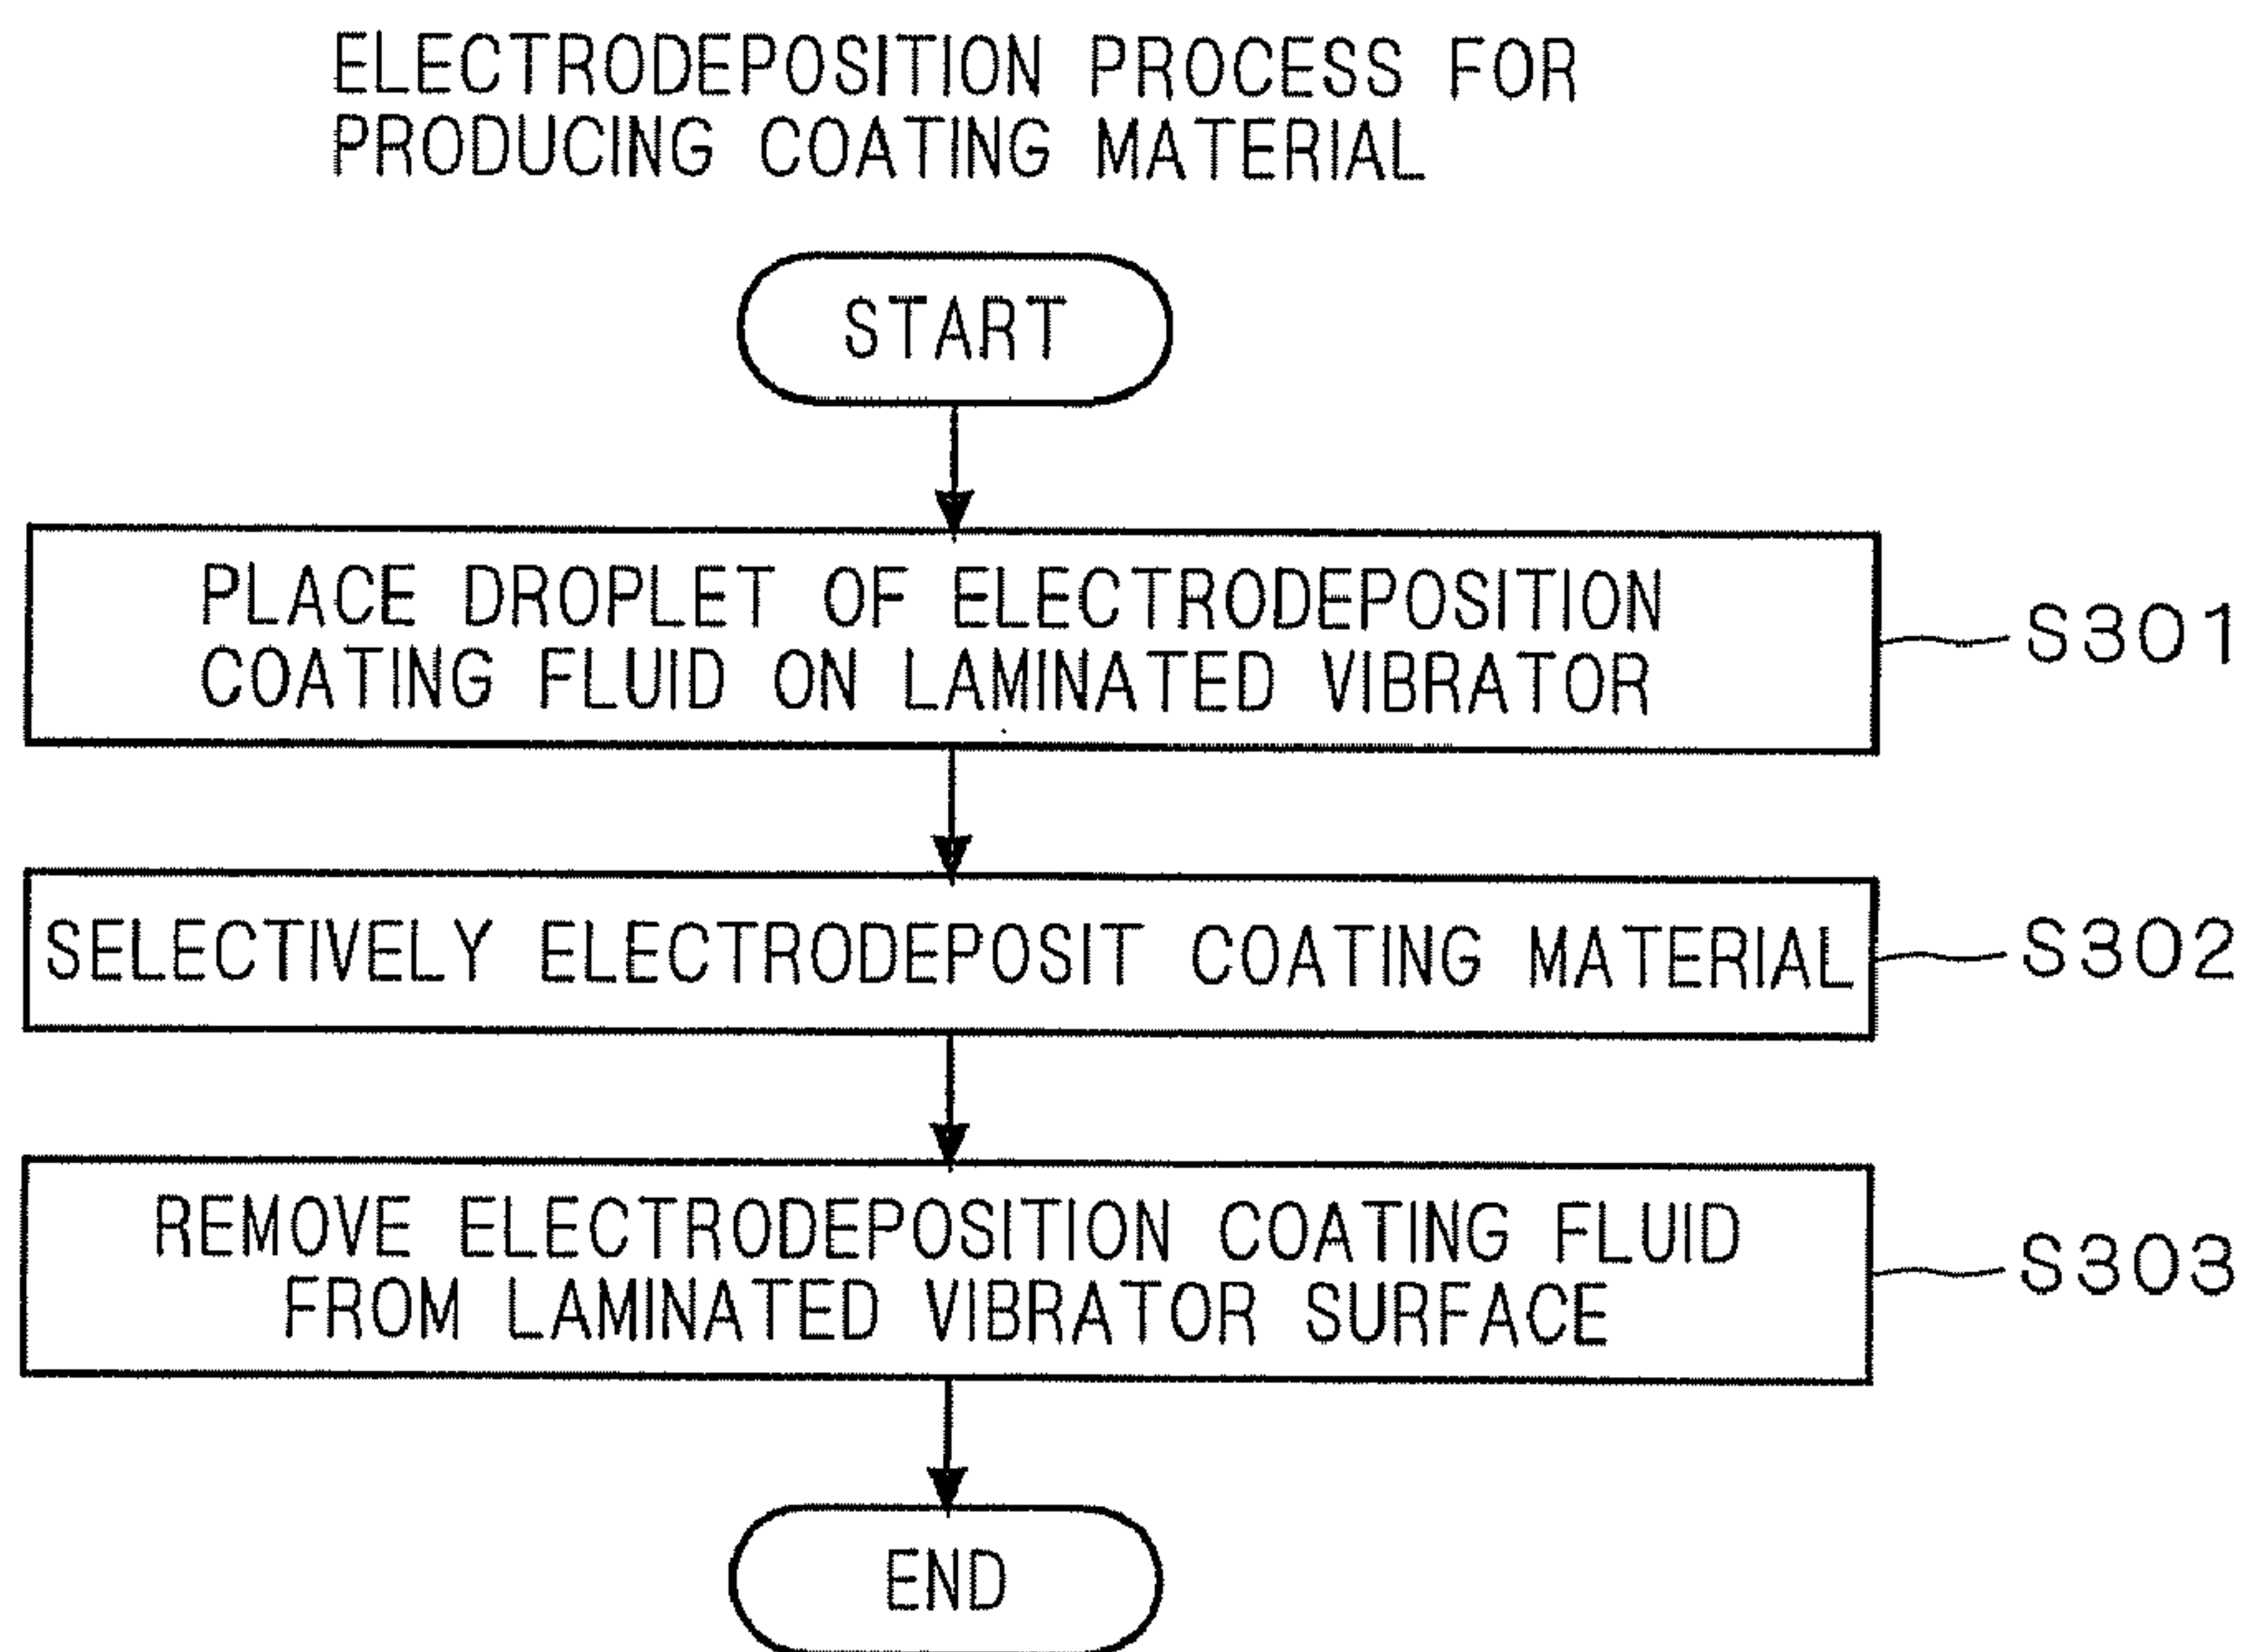 ELECTRODEPOSITION PROCESS FOR
PRODUCING COATING MATERIAL
START
PLACE DROPLET OF ELECTRODEPOSITION
COATING FLUID ON LAMINATED VIBRATOR
S301
SELECTIVELY ELECTRODEPOSIT COATING MATERIAL
S302
REMOVE ELECTRODEPOSITION COATING FLUID
FROM LAMINATED VIBRATOR SURFACE
S303
END